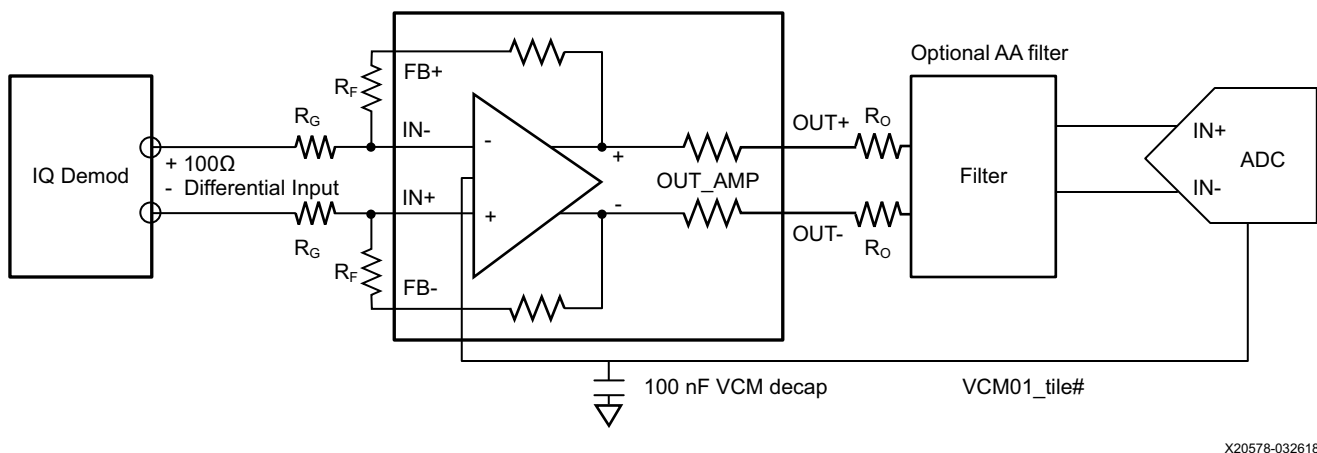 Optional AA filter
FB+
R_F
R_G
IN-
OUT+
R_O
IN+
+ 100Ω
- Differential Input
IQ Demod
-
+
OUT_AMP
Filter
ADC
IN+
+
-
IN-
R_G
OUT-
R_O
R_F
FB-
100 nF VCM decap
VCM01_tile#
X20578-032618